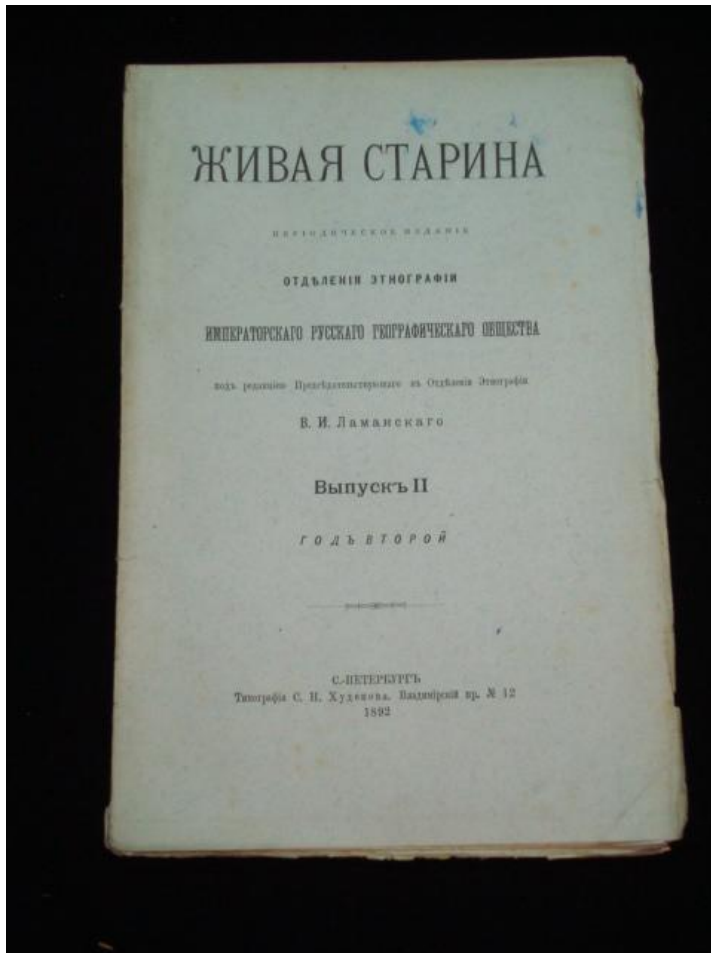 ЖИВАЯ СТАРИНА
ПЕРІОДИЧЕСКОЕ ИЗДАНІЕ
ОТДѢЛЕНІЯ ЭТНОГРАФІИ
ИМПЕРАТОРСКАГО РУССКАГО ГЕОГРАФИЧЕСКАГО ОБЩЕСТВА
подъ редакціею Предсѣдательствующаго въ Отдѣленіи Этнографіи
В. И. Ламанскаго
Выпускъ II
ГОДЪ ВТОРОЙ
С.-ПЕТЕРБУРГЪ
Типографія С. Н. Худекова. Владимірскій пр. № 12
1892